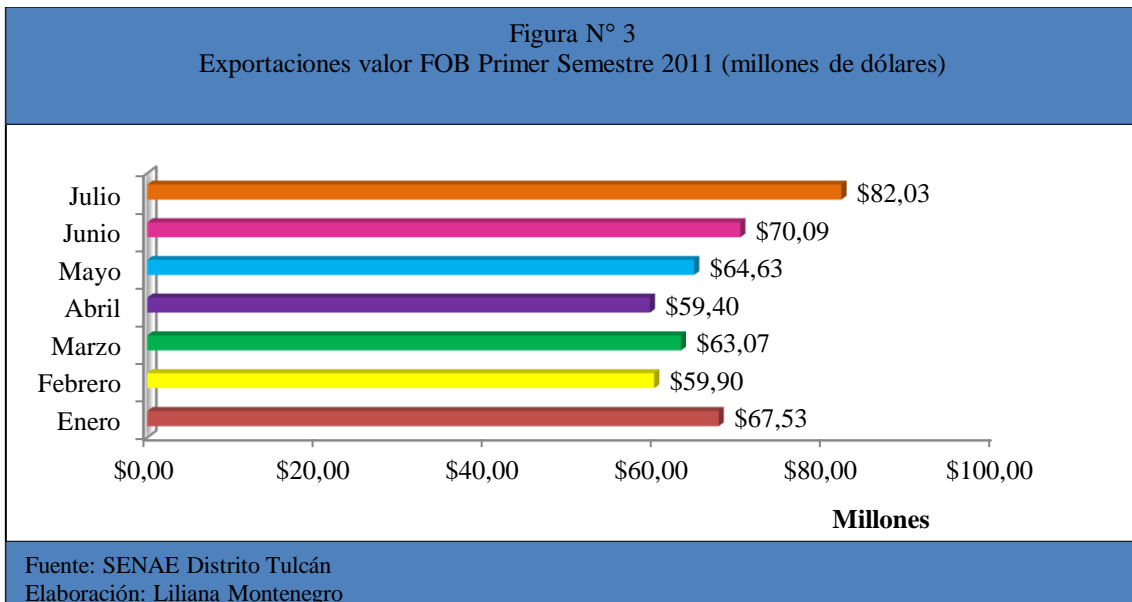 Figura N° 3
Exportaciones valor FOB Primer Semestre 2011 (millones de dólares)
Julio $82,03
Junio $70,09
Mayo $64,63
Abril $59,40
Marzo $63,07
Febrero $59,90
Enero $67,53
$0,00 $20,00 $40,00 $60,00 $80,00 $100,00
Millones
Fuente: SENAE Distrito Tulcán
Elaboración: Liliana Montenegro